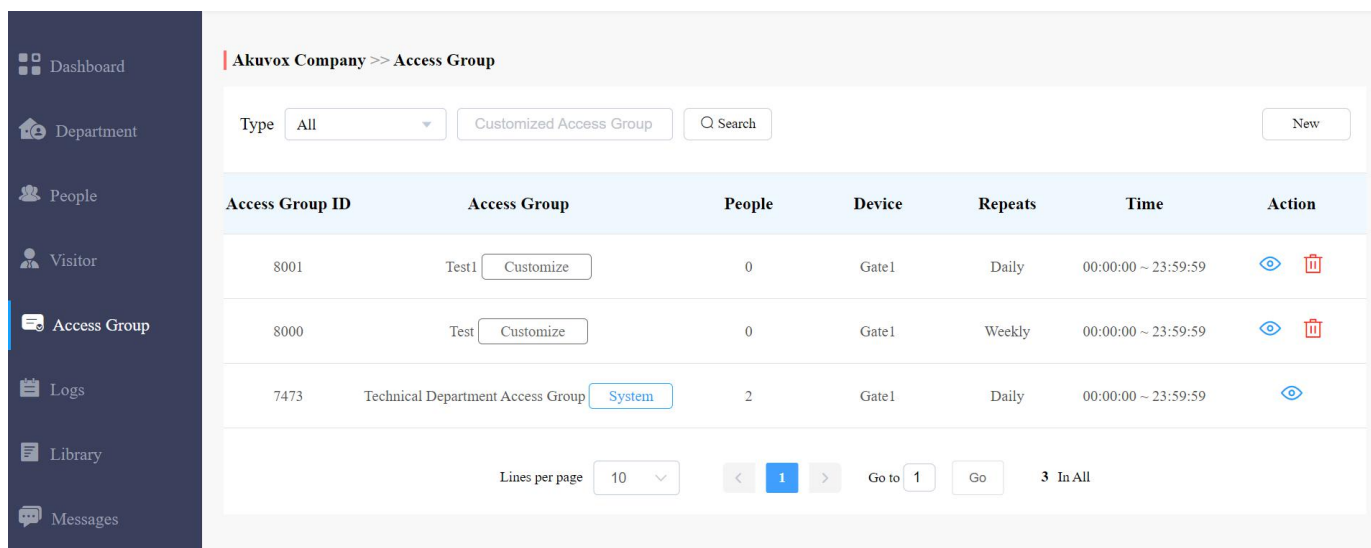 Dashboard
Department
People
Visitor
Access Group
Logs
Library
Messages
Akuvox Company >> Access Group
Type All Customized Access Group Search New
Access Group ID Access Group People Device Repeats Time Action
8001 Test1 Customize 0 Gate1 Daily 00:00:00 ~ 23:59:59
8000 Test Customize 0 Gate1 Weekly 00:00:00 ~ 23:59:59
7473 Technical Department Access Group System 2 Gate1 Daily 00:00:00 ~ 23:59:59
Lines per page 10 < 1 > Go to 1 Go 3 In All